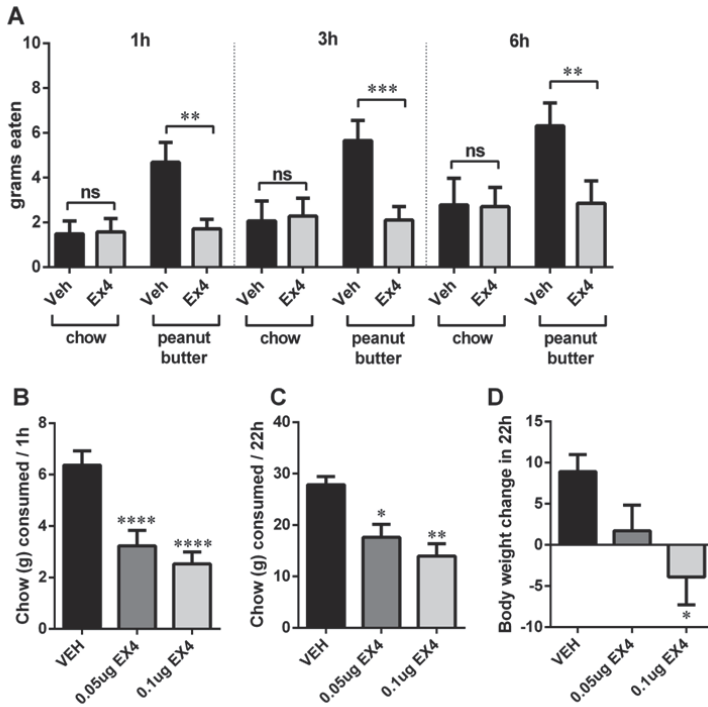 A
1h 3h 6h
grams eaten
10
8
6
4
2
0
ns ** ns *** ns **
Veh Ex4 Veh Ex4 Veh Ex4 Veh Ex4 Veh Ex4 Veh Ex4
chow peanut butter chow peanut butter chow peanut butter
B
Chow (g) consumed / 1h
8
6
4
2
0
**** ****
VEH 0.05ug EX4 0.1ug EX4
C
Chow (g) consumed / 22h
40
30
20
10
0
* **
VEH 0.05ug EX4 0.1ug EX4
D
Body weight change in 22h
15
10
5
0
-5
-10
*
VEH 0.05ug EX4 0.1ug EX4